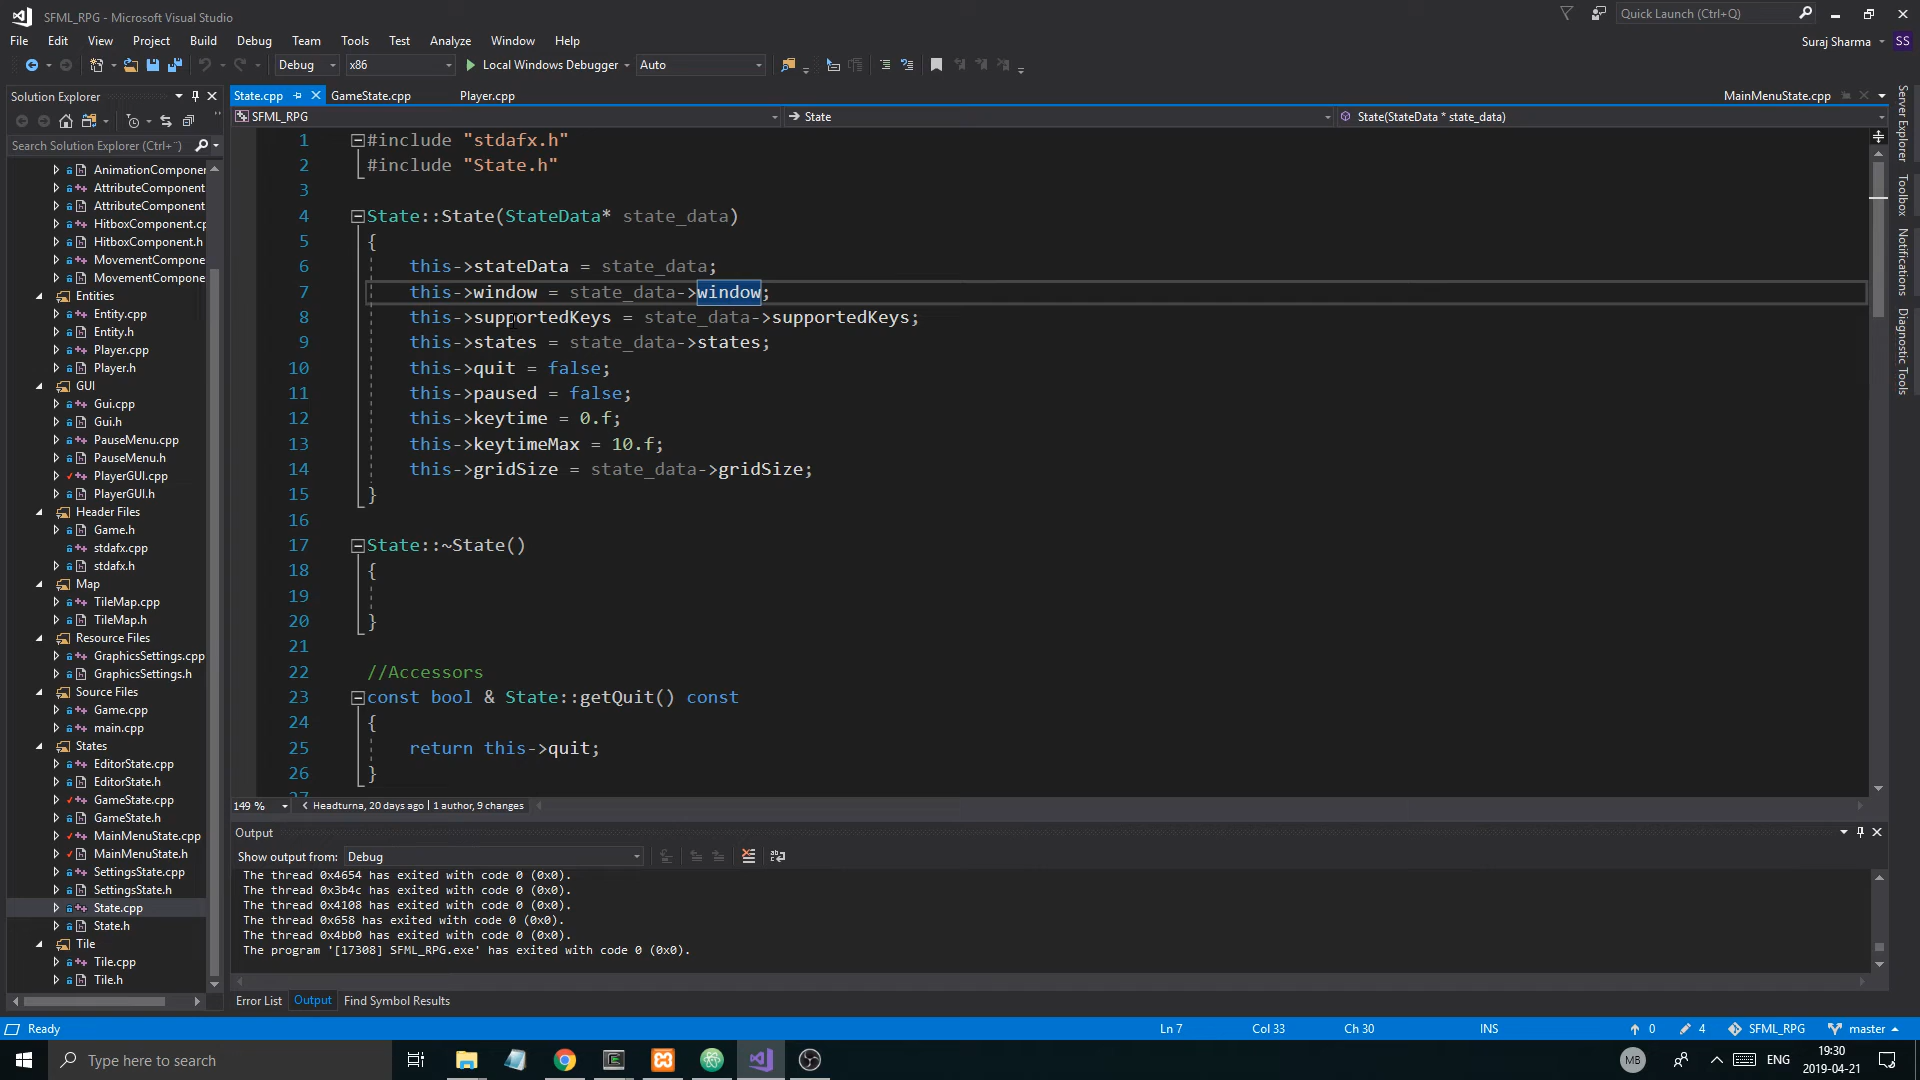 SFML_RPG - Microsoft Visual Studio
Quick Launch (Ctrl+Q)
File Edit View Project Build Debug Team Tools Test Analyze Window Help
Suraj Sharma SS
Debug x86 Local Windows Debugger Auto
Solution Explorer
Search Solution Explorer (Ctrl+¨)
AnimationComponen
AttributeComponent
AttributeComponent
HitboxComponent.cp
HitboxComponent.h
MovementCompone
MovementCompone
Entities
Entity.cpp
Entity.h
Player.cpp
Player.h
GUI
Gui.cpp
Gui.h
PauseMenu.cpp
PauseMenu.h
PlayerGUI.cpp
PlayerGUI.h
Header Files
Game.h
stdafx.cpp
stdafx.h
Map
TileMap.cpp
TileMap.h
Resource Files
GraphicsSettings.cpp
GraphicsSettings.h
Source Files
Game.cpp
main.cpp
States
EditorState.cpp
EditorState.h
GameState.cpp
GameState.h
MainMenuState.cpp
MainMenuState.h
SettingsState.cpp
SettingsState.h
State.cpp
State.h
Tile
Tile.cpp
Tile.h
State.cpp GameState.cpp Player.cpp MainMenuState.cpp
SFML_RPG State State(StateData * state_data)
1 #include "stdafx.h"
2 #include "State.h"
3
4 State::State(StateData* state_data)
5 {
6 this->stateData = state_data;
7 this->window = state_data->window;
8 this->supportedKeys = state_data->supportedKeys;
9 this->states = state_data->states;
10 this->quit = false;
11 this->paused = false;
12 this->keytime = 0.f;
13 this->keytimeMax = 10.f;
14 this->gridSize = state_data->gridSize;
15 }
16
17 State::~State()
18 {
19
20 }
21
22 //Accessors
23 const bool & State::getQuit() const
24 {
25 return this->quit;
26 }
149 % Headturna, 20 days ago | 1 author, 9 changes
Output
Show output from: Debug
The thread 0x4654 has exited with code 0 (0x0).
The thread 0x3b4c has exited with code 0 (0x0).
The thread 0x4108 has exited with code 0 (0x0).
The thread 0x658 has exited with code 0 (0x0).
The thread 0x4bb0 has exited with code 0 (0x0).
The program '[17308] SFML_RPG.exe' has exited with code 0 (0x0).
Error List Output Find Symbol Results
Server Explorer
Toolbox
Notifications
Diagnostic Tools
Ready Ln 7 Col 33 Ch 30 INS 0 4 SFML_RPG master
Type here to search
MB ENG 19:30
2019-04-21